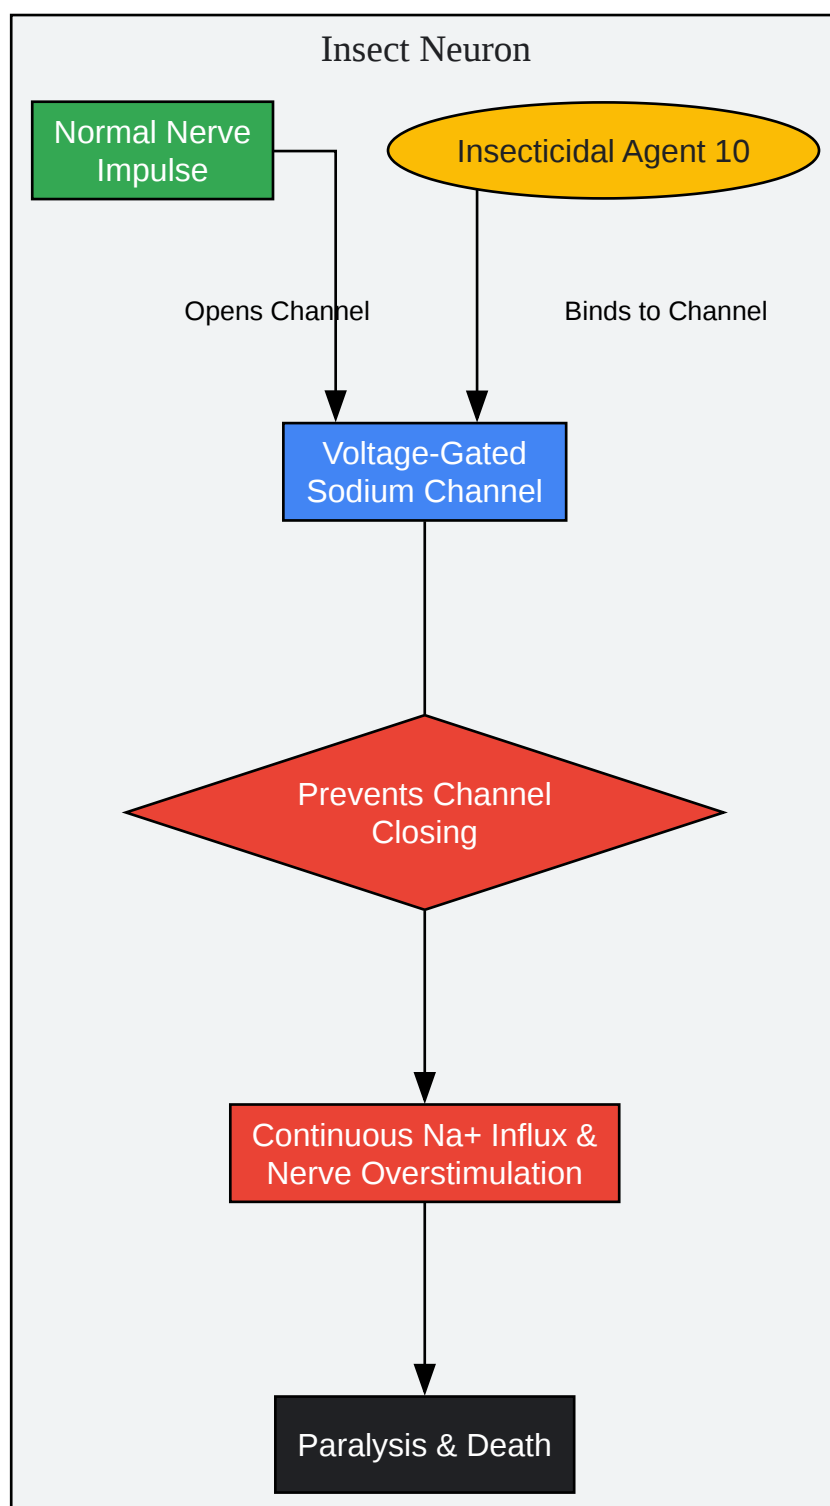 Insect Neuron
Normal Nerve
Impulse
Insecticidal Agent 10
Opens Channel
Binds to Channel
Voltage-Gated
Sodium Channel
Prevents Channel
Closing
Continuous Na+ Influx &
Nerve Overstimulation
Paralysis & Death